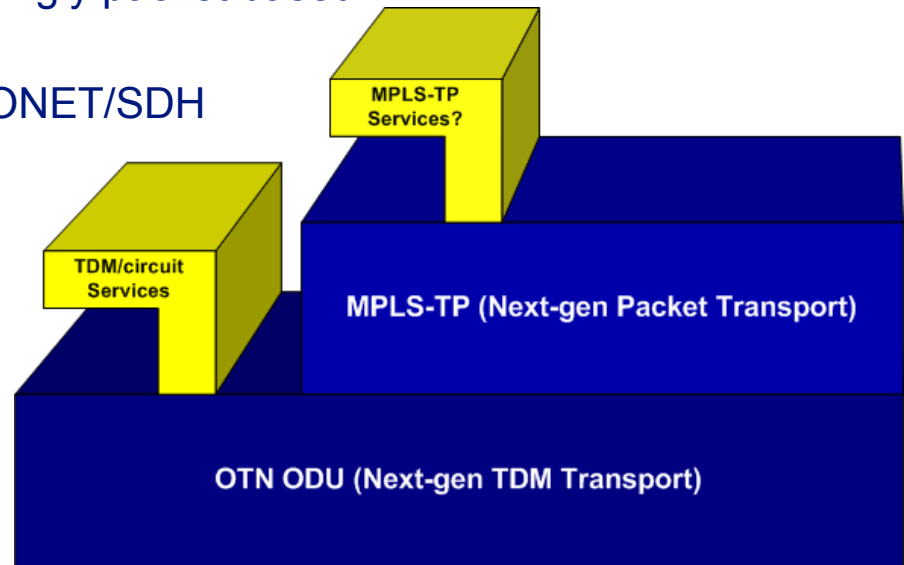 ONET/SDH
MPLS-TP
Services?
TDM/circuit
Services
MPLS-TP (Next-gen Packet Transport)
OTN ODU (Next-gen TDM Transport)